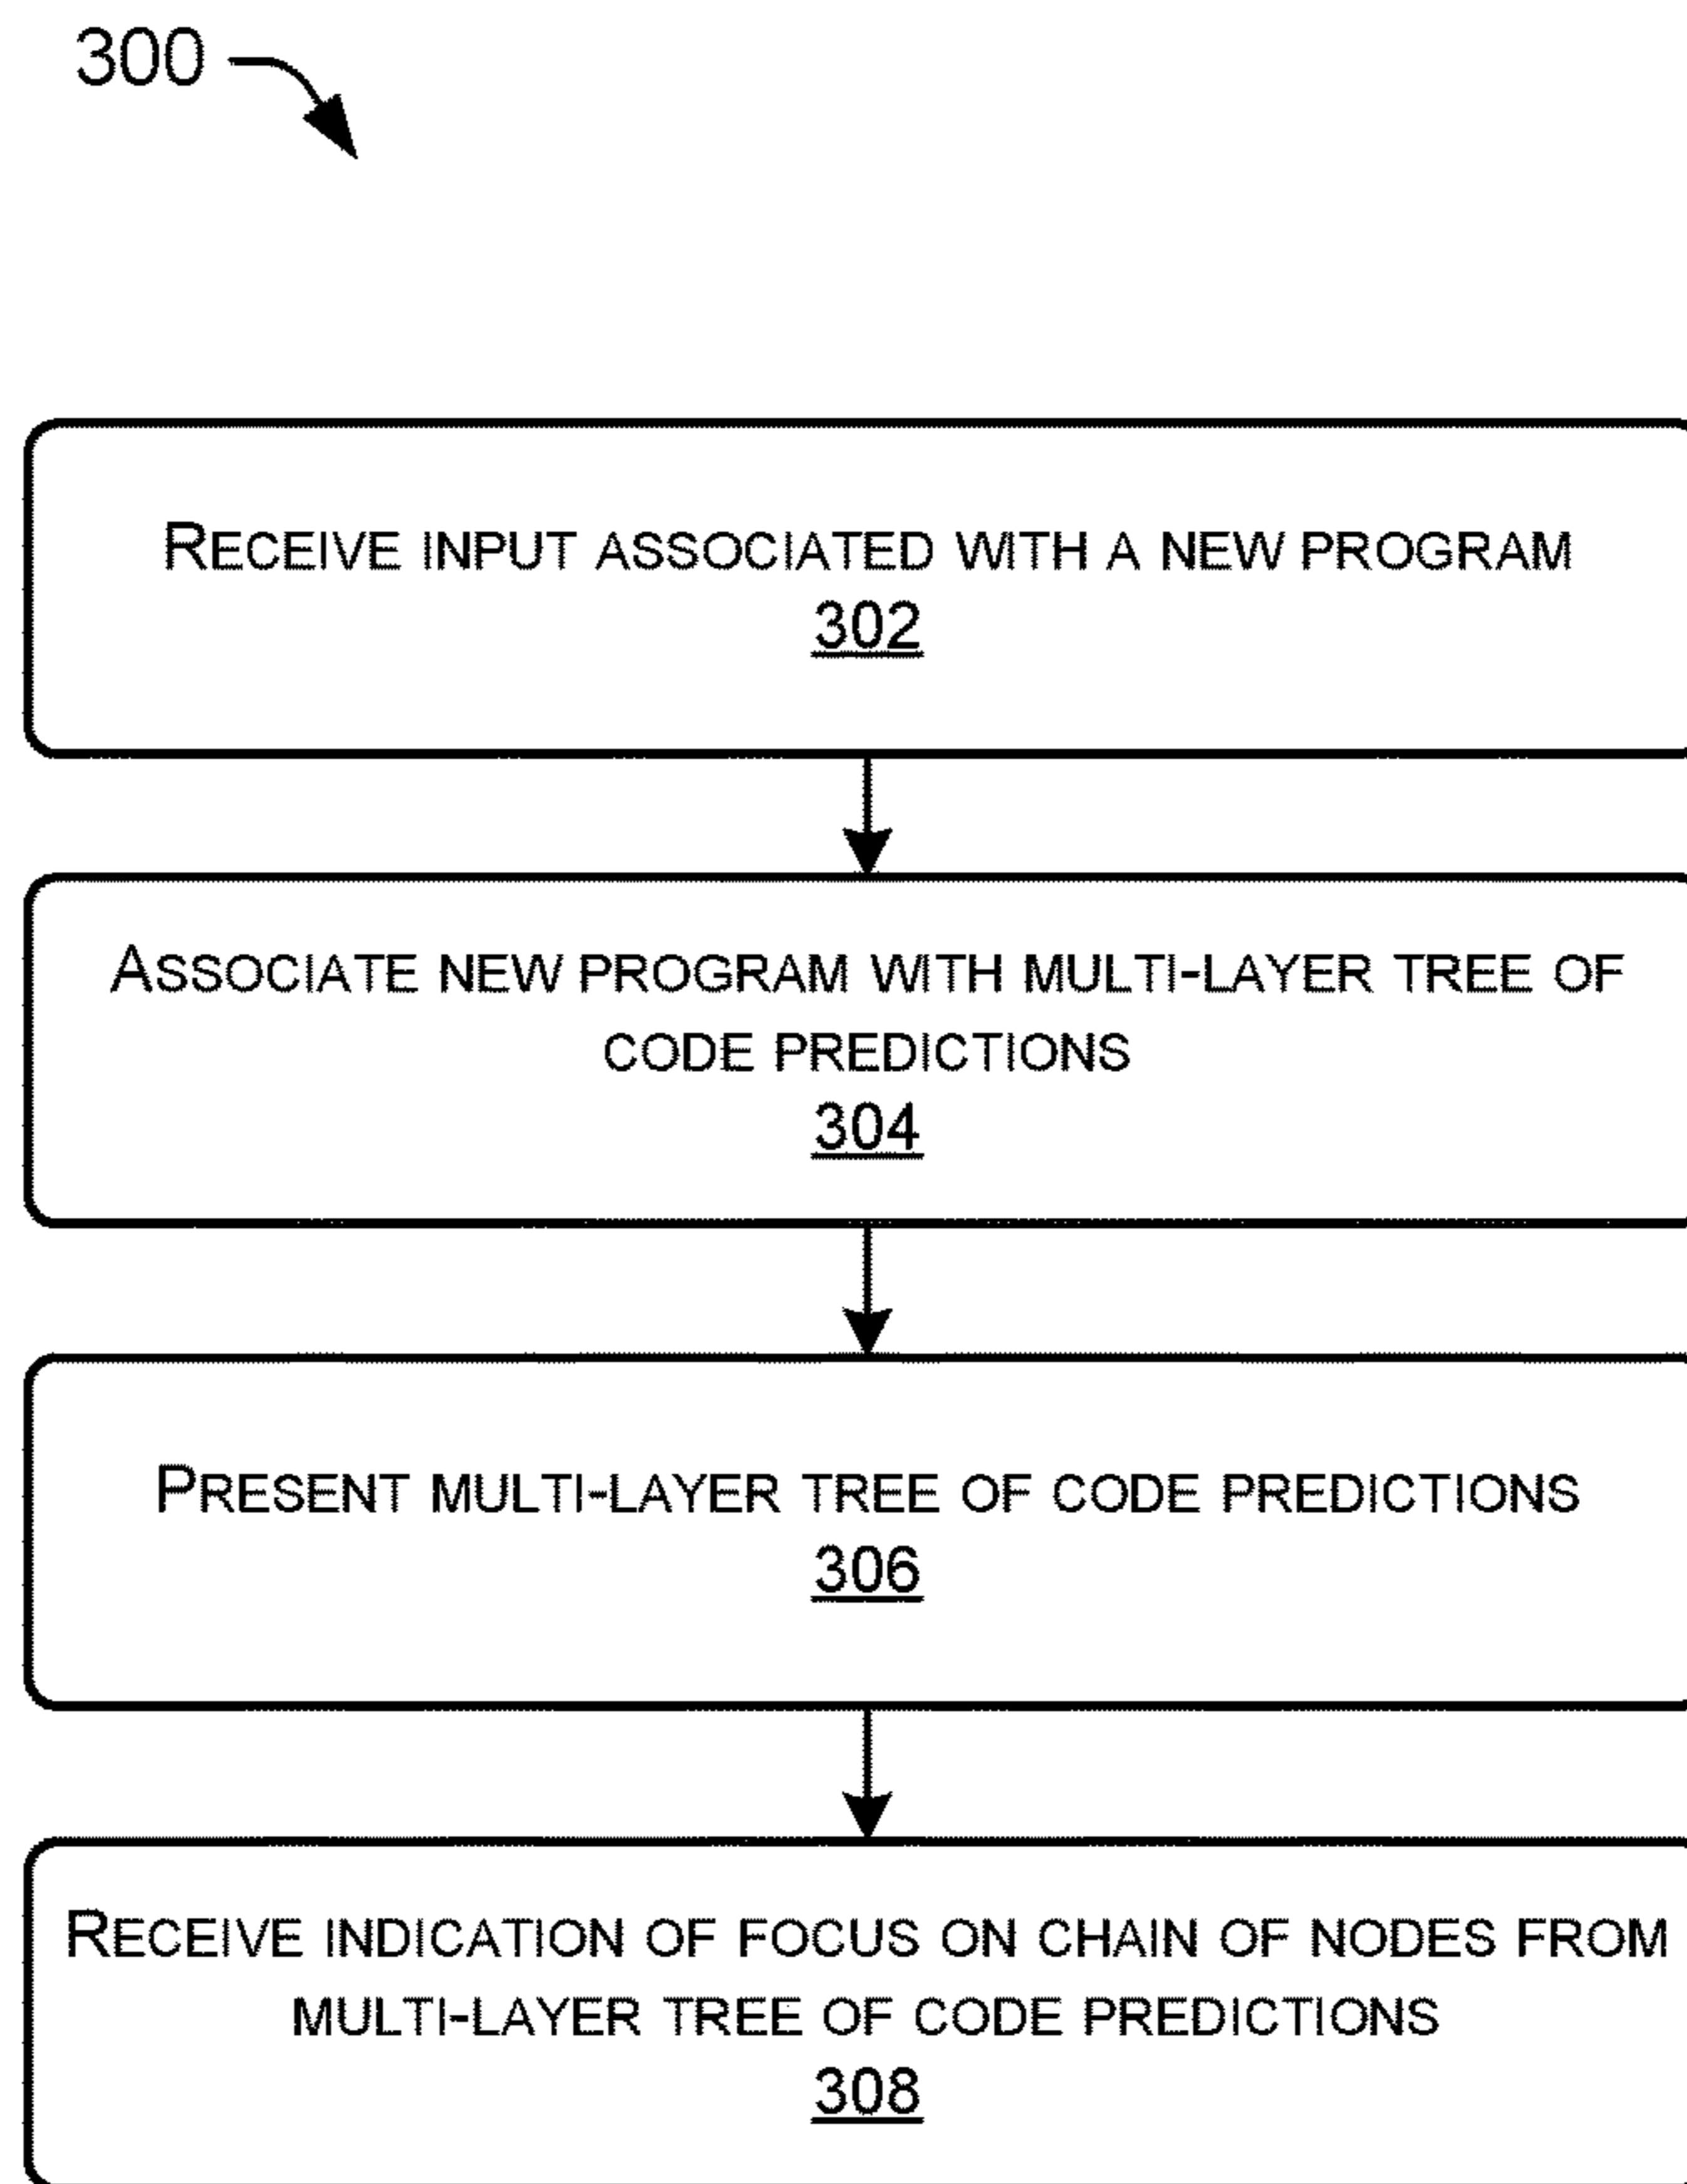 300
RECEIVE INPUT ASSOCIATED WITH A NEW PROGRAM
302
ASSOCIATE NEW PROGRAM WITH MULTI-LAYER TREE OF
CODE PREDICTIONS
304
PRESENT MULTI-LAYER TREE OF CODE PREDICTIONS
306
RECEIVE INDICATION OF FOCUS ON CHAIN OF NODES FROM
MULTI-LAYER TREE OF CODE PREDICTIONS
308